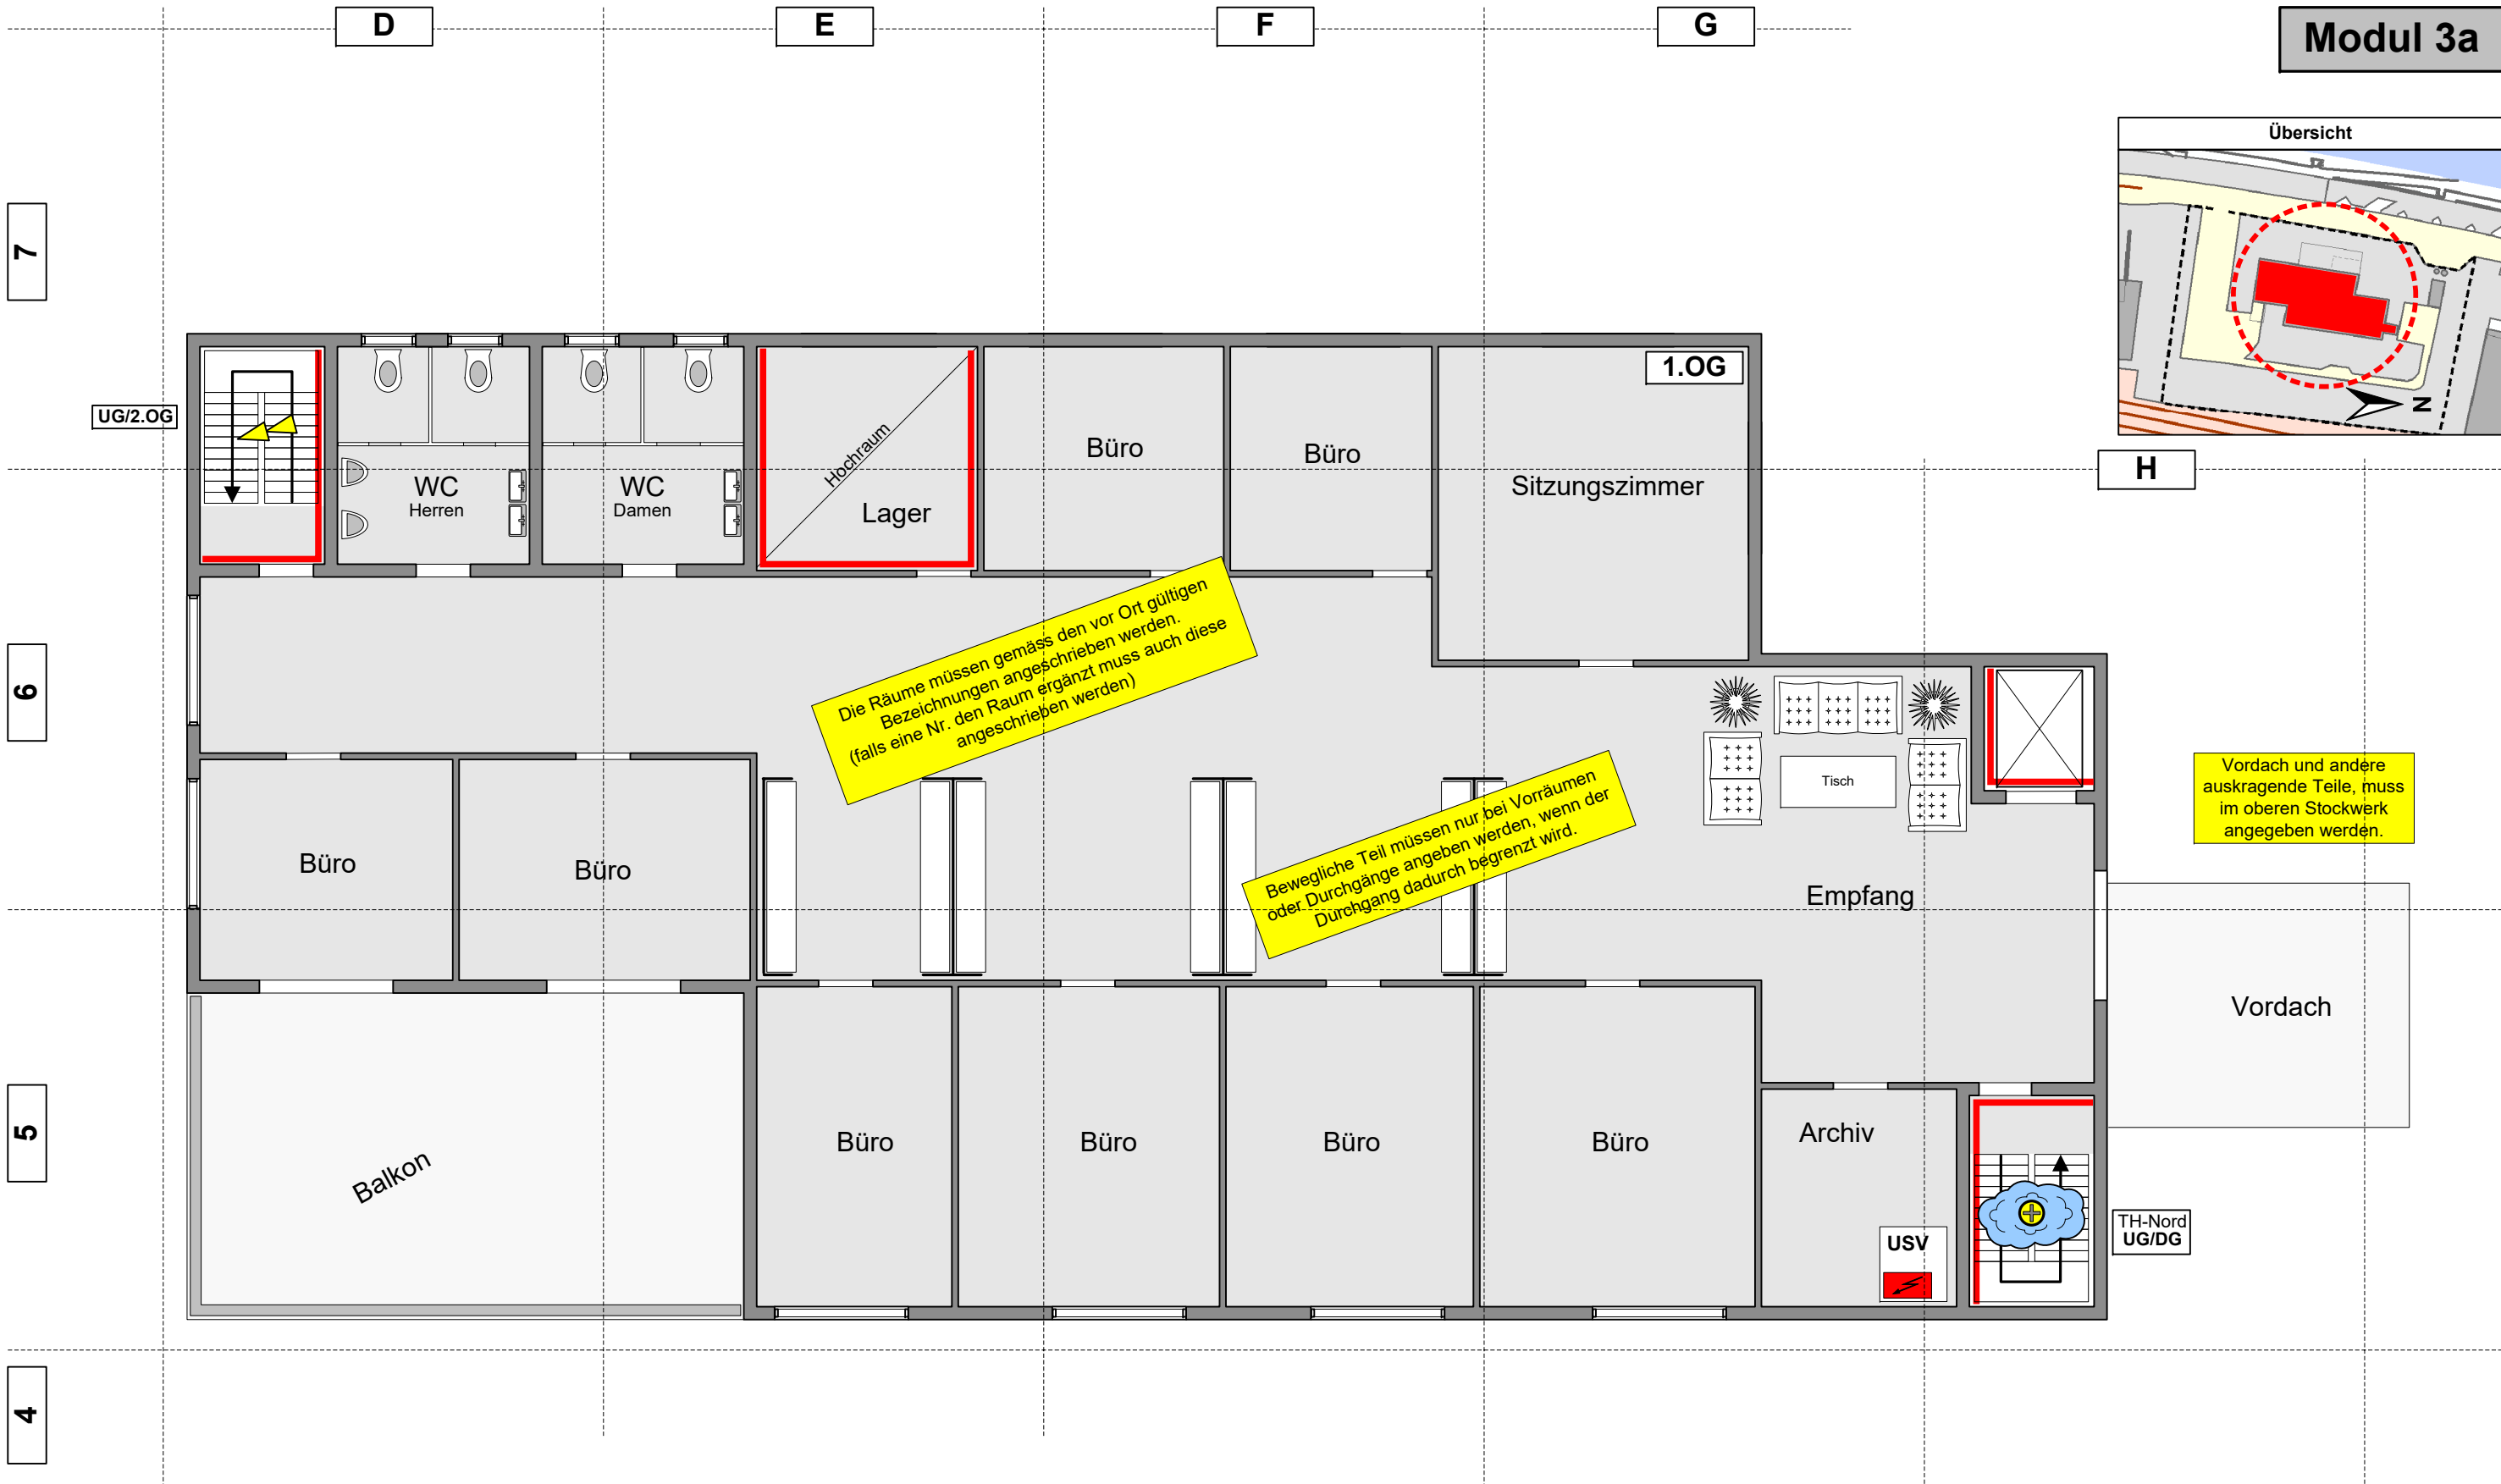 D
E
F
G
Modul 3a
Übersicht
N
7
1.OG
UG/2.OG
Büro
Büro
Hochraum
Lager
WC
Herren
WC
Damen
Sitzungszimmer
H
Die Räume müssen gemäss den vor Ort gültigen
Bezeichnungen angeschrieben werden.
(falls eine Nr. den Raum ergänzt muss auch diese
angeschrieben werden)
6
Tisch
Vordach und andere
auskragende Teile, muss
im oberen Stockwerk
angegeben werden.
Bewegliche Teil müssen nur bei Vorräumen
oder Durchgänge angeben werden, wenn der
Durchgang dadurch begrenzt wird.
Büro
Büro
Empfang
Vordach
5
Balkon
Büro
Büro
Büro
Büro
Archiv
USV
TH-Nord
UG/DG
4